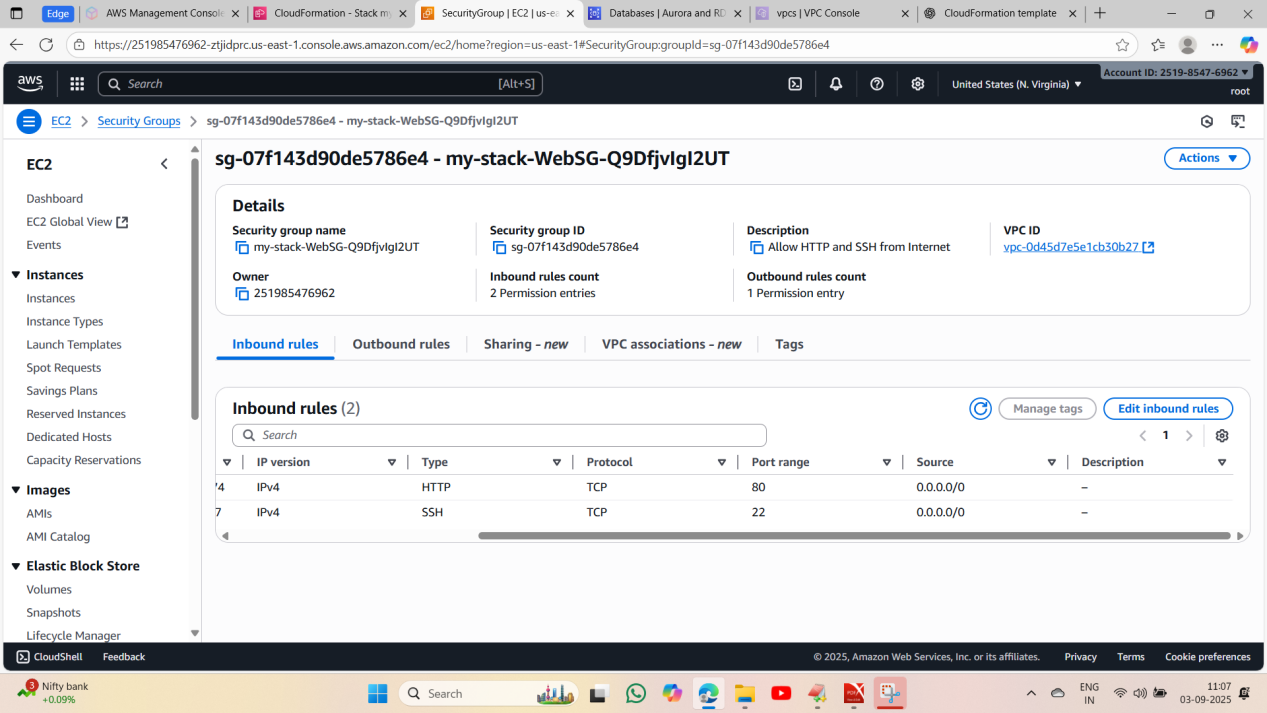 Edge
AWS Management Console
CloudFormation - Stack my
SecurityGroup | EC2 | us-ea
Databases | Aurora and RD
vpcs | VPC Console
CloudFormation template
https://251985476962-ztjidprc.us-east-1.console.aws.amazon.com/ec2/home?region=us-east-1#SecurityGroup:groupId=sg-07f143d90de5786e4
aws
Search [Alt+S]
United States (N. Virginia)
Account ID: 2519-8547-6962
root
EC2 > Security Groups > sg-07f143d90de5786e4 - my-stack-WebSG-Q9DfjvIgI2UT
EC2
Dashboard
EC2 Global View
Events
Instances
Instances
Instance Types
Launch Templates
Spot Requests
Savings Plans
Reserved Instances
Dedicated Hosts
Capacity Reservations
Images
AMIs
AMI Catalog
Elastic Block Store
Volumes
Snapshots
Lifecycle Manager
sg-07f143d90de5786e4 - my-stack-WebSG-Q9DfjvIgI2UT
Actions
Details
Security group name
my-stack-WebSG-Q9DfjvIgI2UT
Security group ID
sg-07f143d90de5786e4
Description
Allow HTTP and SSH from Internet
VPC ID
vpc-0d45d7e5e1cb30b27
Owner
251985476962
Inbound rules count
2 Permission entries
Outbound rules count
1 Permission entry
Inbound rules
Outbound rules
Sharing - new
VPC associations - new
Tags
Inbound rules (2)
Manage tags
Edit inbound rules
Search
1
IP version Type Protocol Port range Source Description
4 IPv4 HTTP TCP 80 0.0.0.0/0 –
7 IPv4 SSH TCP 22 0.0.0.0/0 –
CloudShell Feedback
© 2025, Amazon Web Services, Inc. or its affiliates. Privacy Terms Cookie preferences
3
Nifty bank
+0.09%
Search
ENG
IN
11:07
03-09-2025